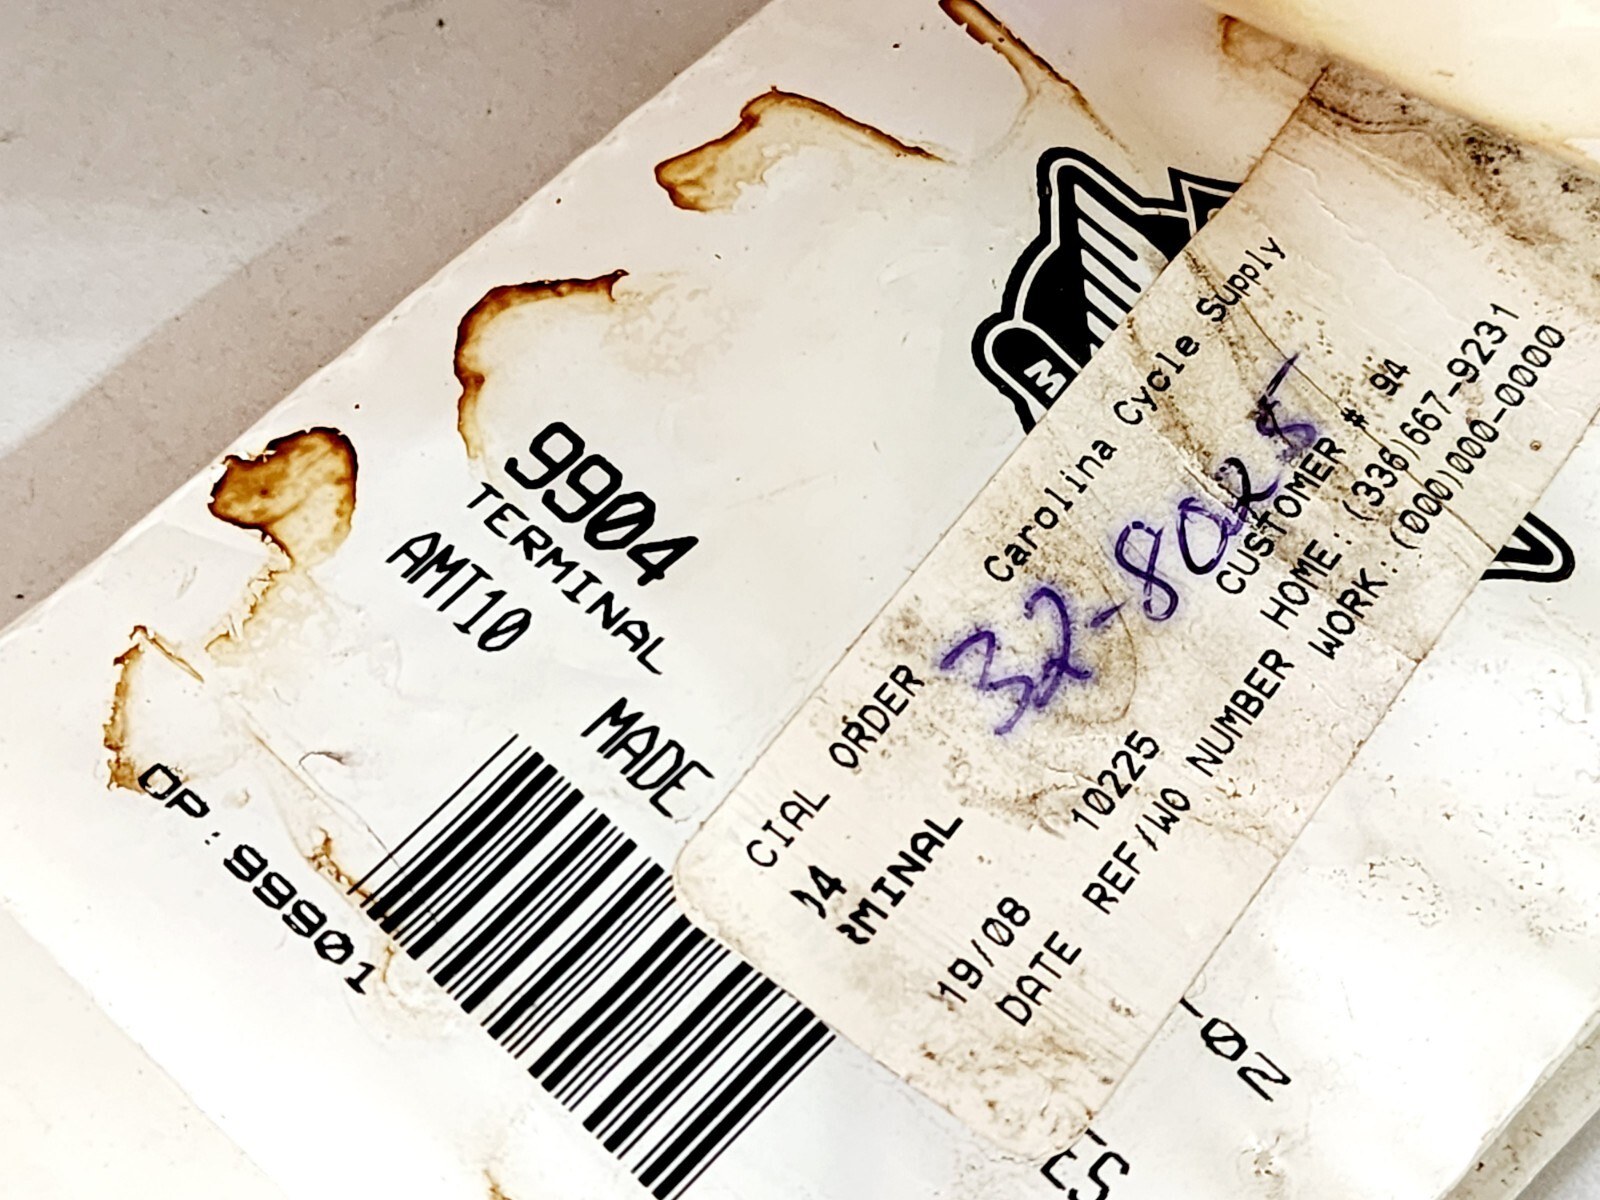 9904
TERMINAL
AMT10
MADE
OP:99901
Carolina Cycle Supply
32-8025
CIAL ORDER
CUSTOMER # 94
HOME:(336)667-9231
WORK:(000)000-0000
04
RMINAL
10225
19/08
DATE REF/WO NUMBER